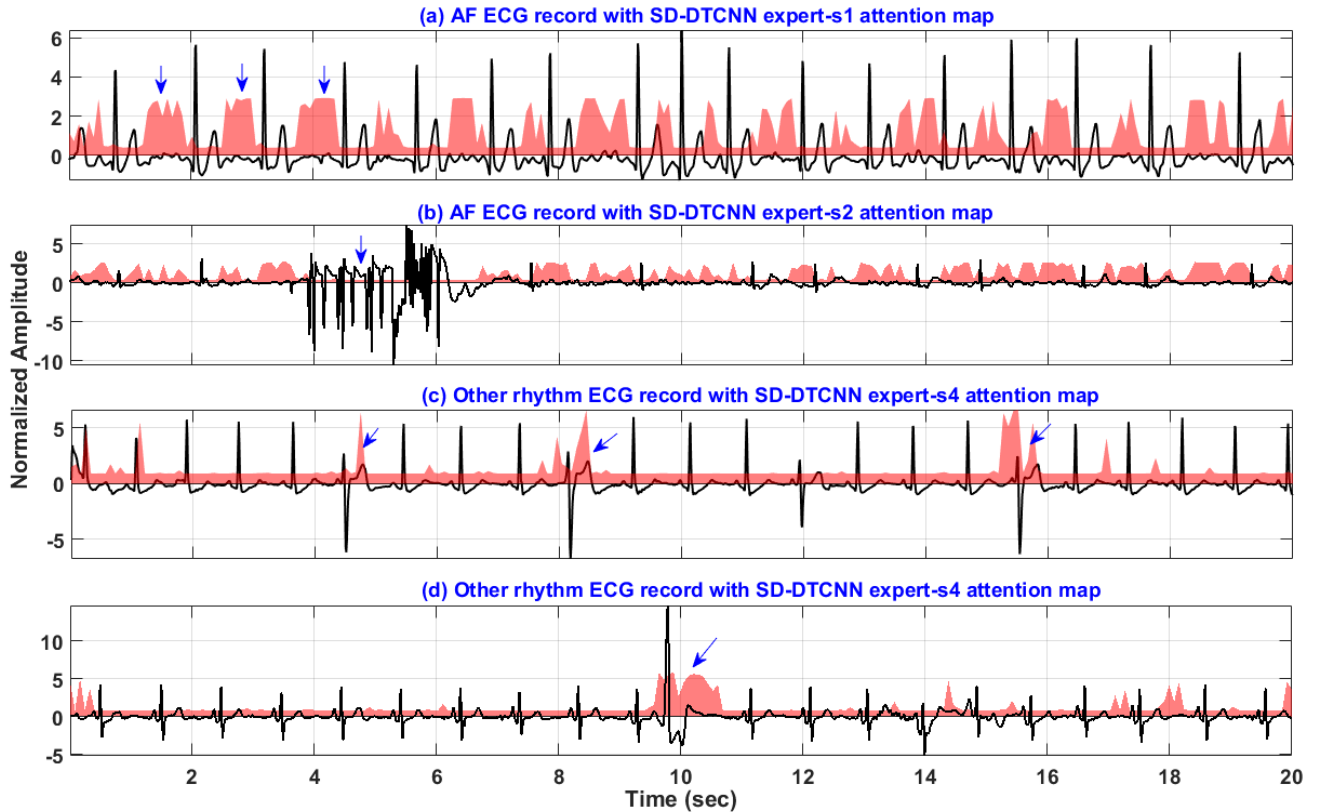 (a) AF ECG record with SD-DTCNN expert-s1 attention map
6
4
2
0
(b) AF ECG record with SD-DTCNN expert-s2 attention map
5
0
-5
-10
Normalized Amplitude
(c) Other rhythm ECG record with SD-DTCNN expert-s4 attention map
5
0
-5
(d) Other rhythm ECG record with SD-DTCNN expert-s4 attention map
10
5
0
-5
2 4 6 8 10 12 14 16 18 20
Time (sec)